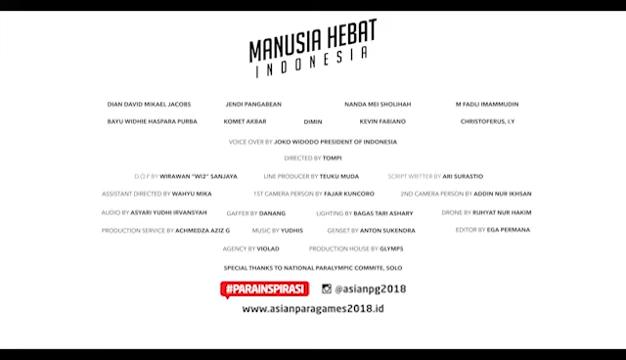 MANUSIA HEBAT
INDONESIA
DIAN DAVID MIKAEL JACOBS JENDI PANGABEAN NANDA MEI SHOLIHAH M FADLI IMAMMUDIN
BAYU WIDHIE HASPARA PURBA KOMET AKBAR DIMIN KEVIN FABIANO CHRISTOFERUS, I.Y
VOICE OVER BY JOKO WIDODO PRESIDENT OF INDONESIA
DIRECTED BY TOMPI
D.O.F BY WIRAWAN "WI2" SANJAYA LINE PRODUCER BY TEUKU MUDA SCRIPT WRITTER BY ARI SURASTIO
ASSISTANT DIRECTED BY WAHYU MIKA 1ST CAMERA PERSON BY FAJAR KUNCORO 2ND CAMERA PERSON BY ADDIN NUR IKHSAN
AUDIO BY ASYARI YUDHI IRVANSYAH GAFFER BY DANANG LIGHTING BY BAGAS TARI ASHARY DRONE BY RUHYAT NUR HAKIM
PRODUCTION SERVICE BY ACHMEDZA AZIZ G MUSIC BY YUDHIS GENSET BY ANTON SUKENDRA EDITOR BY EGA PERMANA
AGENCY BY VIOLAD PRODUCTION HOUSE BY GLYMPS
SPECIAL THANKS TO NATIONAL PARALYMPIC COMMITE, SOLO
#PARAINSPIRASI @asianpg2018
www.asianparagames2018.id